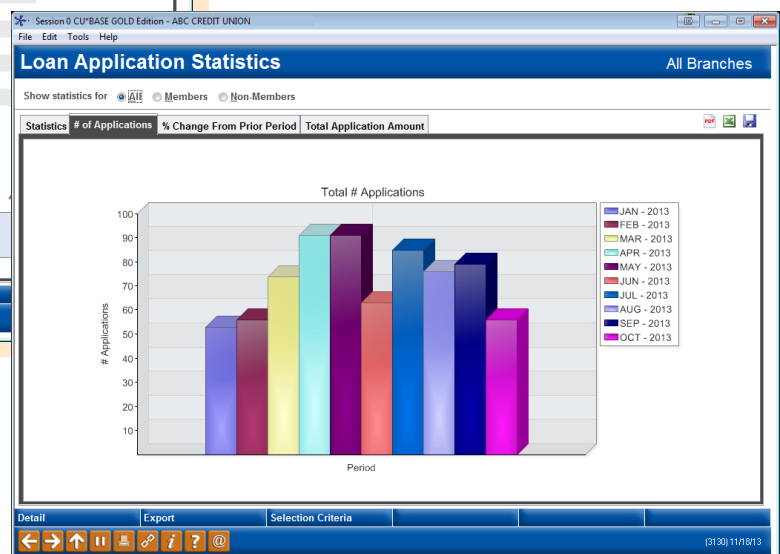 Session 0 CU*BASE GOLD Edition - ABC CREDIT UNION
File Edit Tools Help
Loan Application Statistics All Branches
Show statistics for All Members Non-Members
Statistics # of Applications % Change From Prior Period Total Application Amount
PDF
Total # Applications
# Applications
100
90
80
70
60
50
40
30
20
10
Period
JAN - 2013
FEB - 2013
MAR - 2013
APR - 2013
MAY - 2013
JUN - 2013
JUL - 2013
AUG - 2013
SEP - 2013
OCT - 2013
Detail Export Selection Criteria
i ? @
(3130) 11/18/13